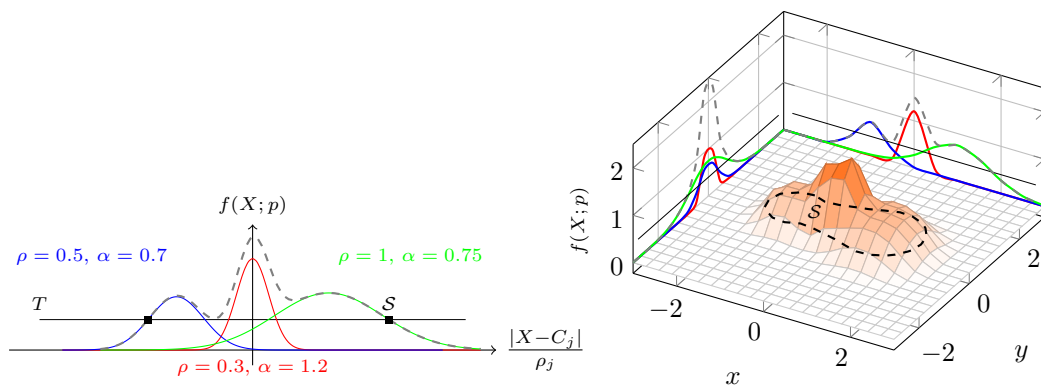 f(X; p)
ρ = 0.5, α = 0.7
ρ = 1, α = 0.75
T
S
|X−C_j|
ρ_j
ρ = 0.3, α = 1.2
f(X; p)
2
1
0
S
−2
0
2
x
−2
0
2
y